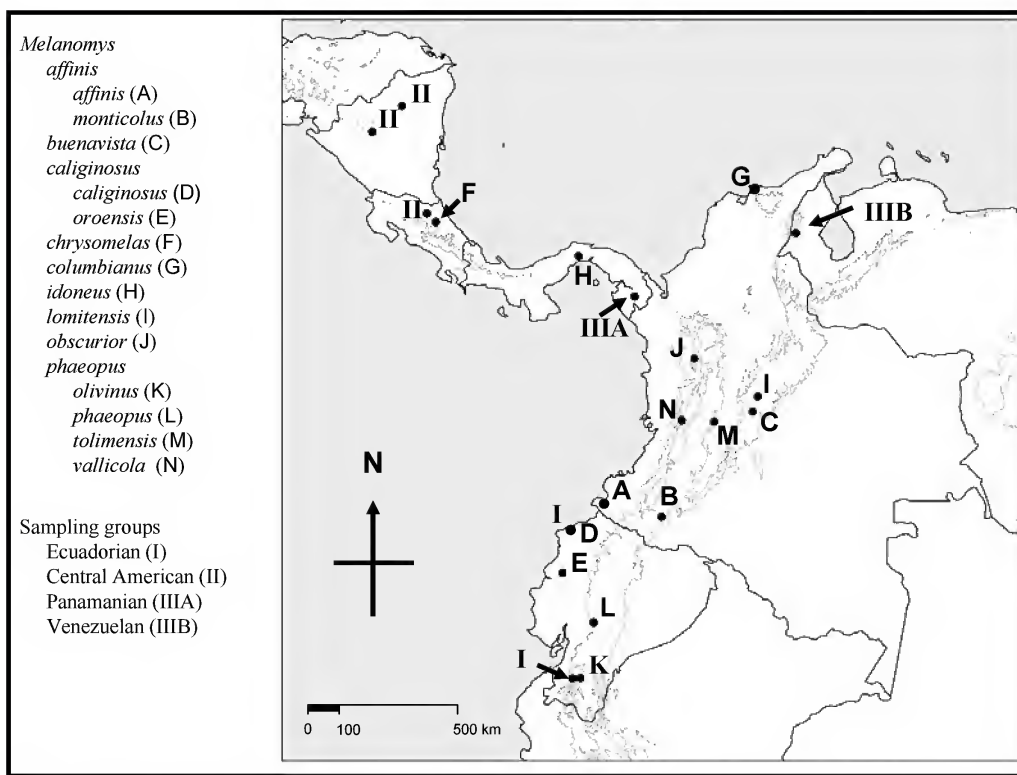 Melanomys
affinis
affinis (A)
monticolus (B)
buenavista (C)
caliginosus
caliginosus (D)
oroensis (E)
chrysomelas (F)
columbianus (G)
idoneus (H)
lomitensis (I)
obscurior (J)
phaeopus
olivinus (K)
phaeopus (L)
tolimensis (M)
vallicola (N)
Sampling groups
Ecuadorian (I)
Central American (II)
Panamanian (IIIA)
Venezuelan (IIIB)
II
II
II
F
G
IIIB
H
IIIA
J
I
C
N
M
A
B
I
D
E
L
I
K
N
0
100
500 km